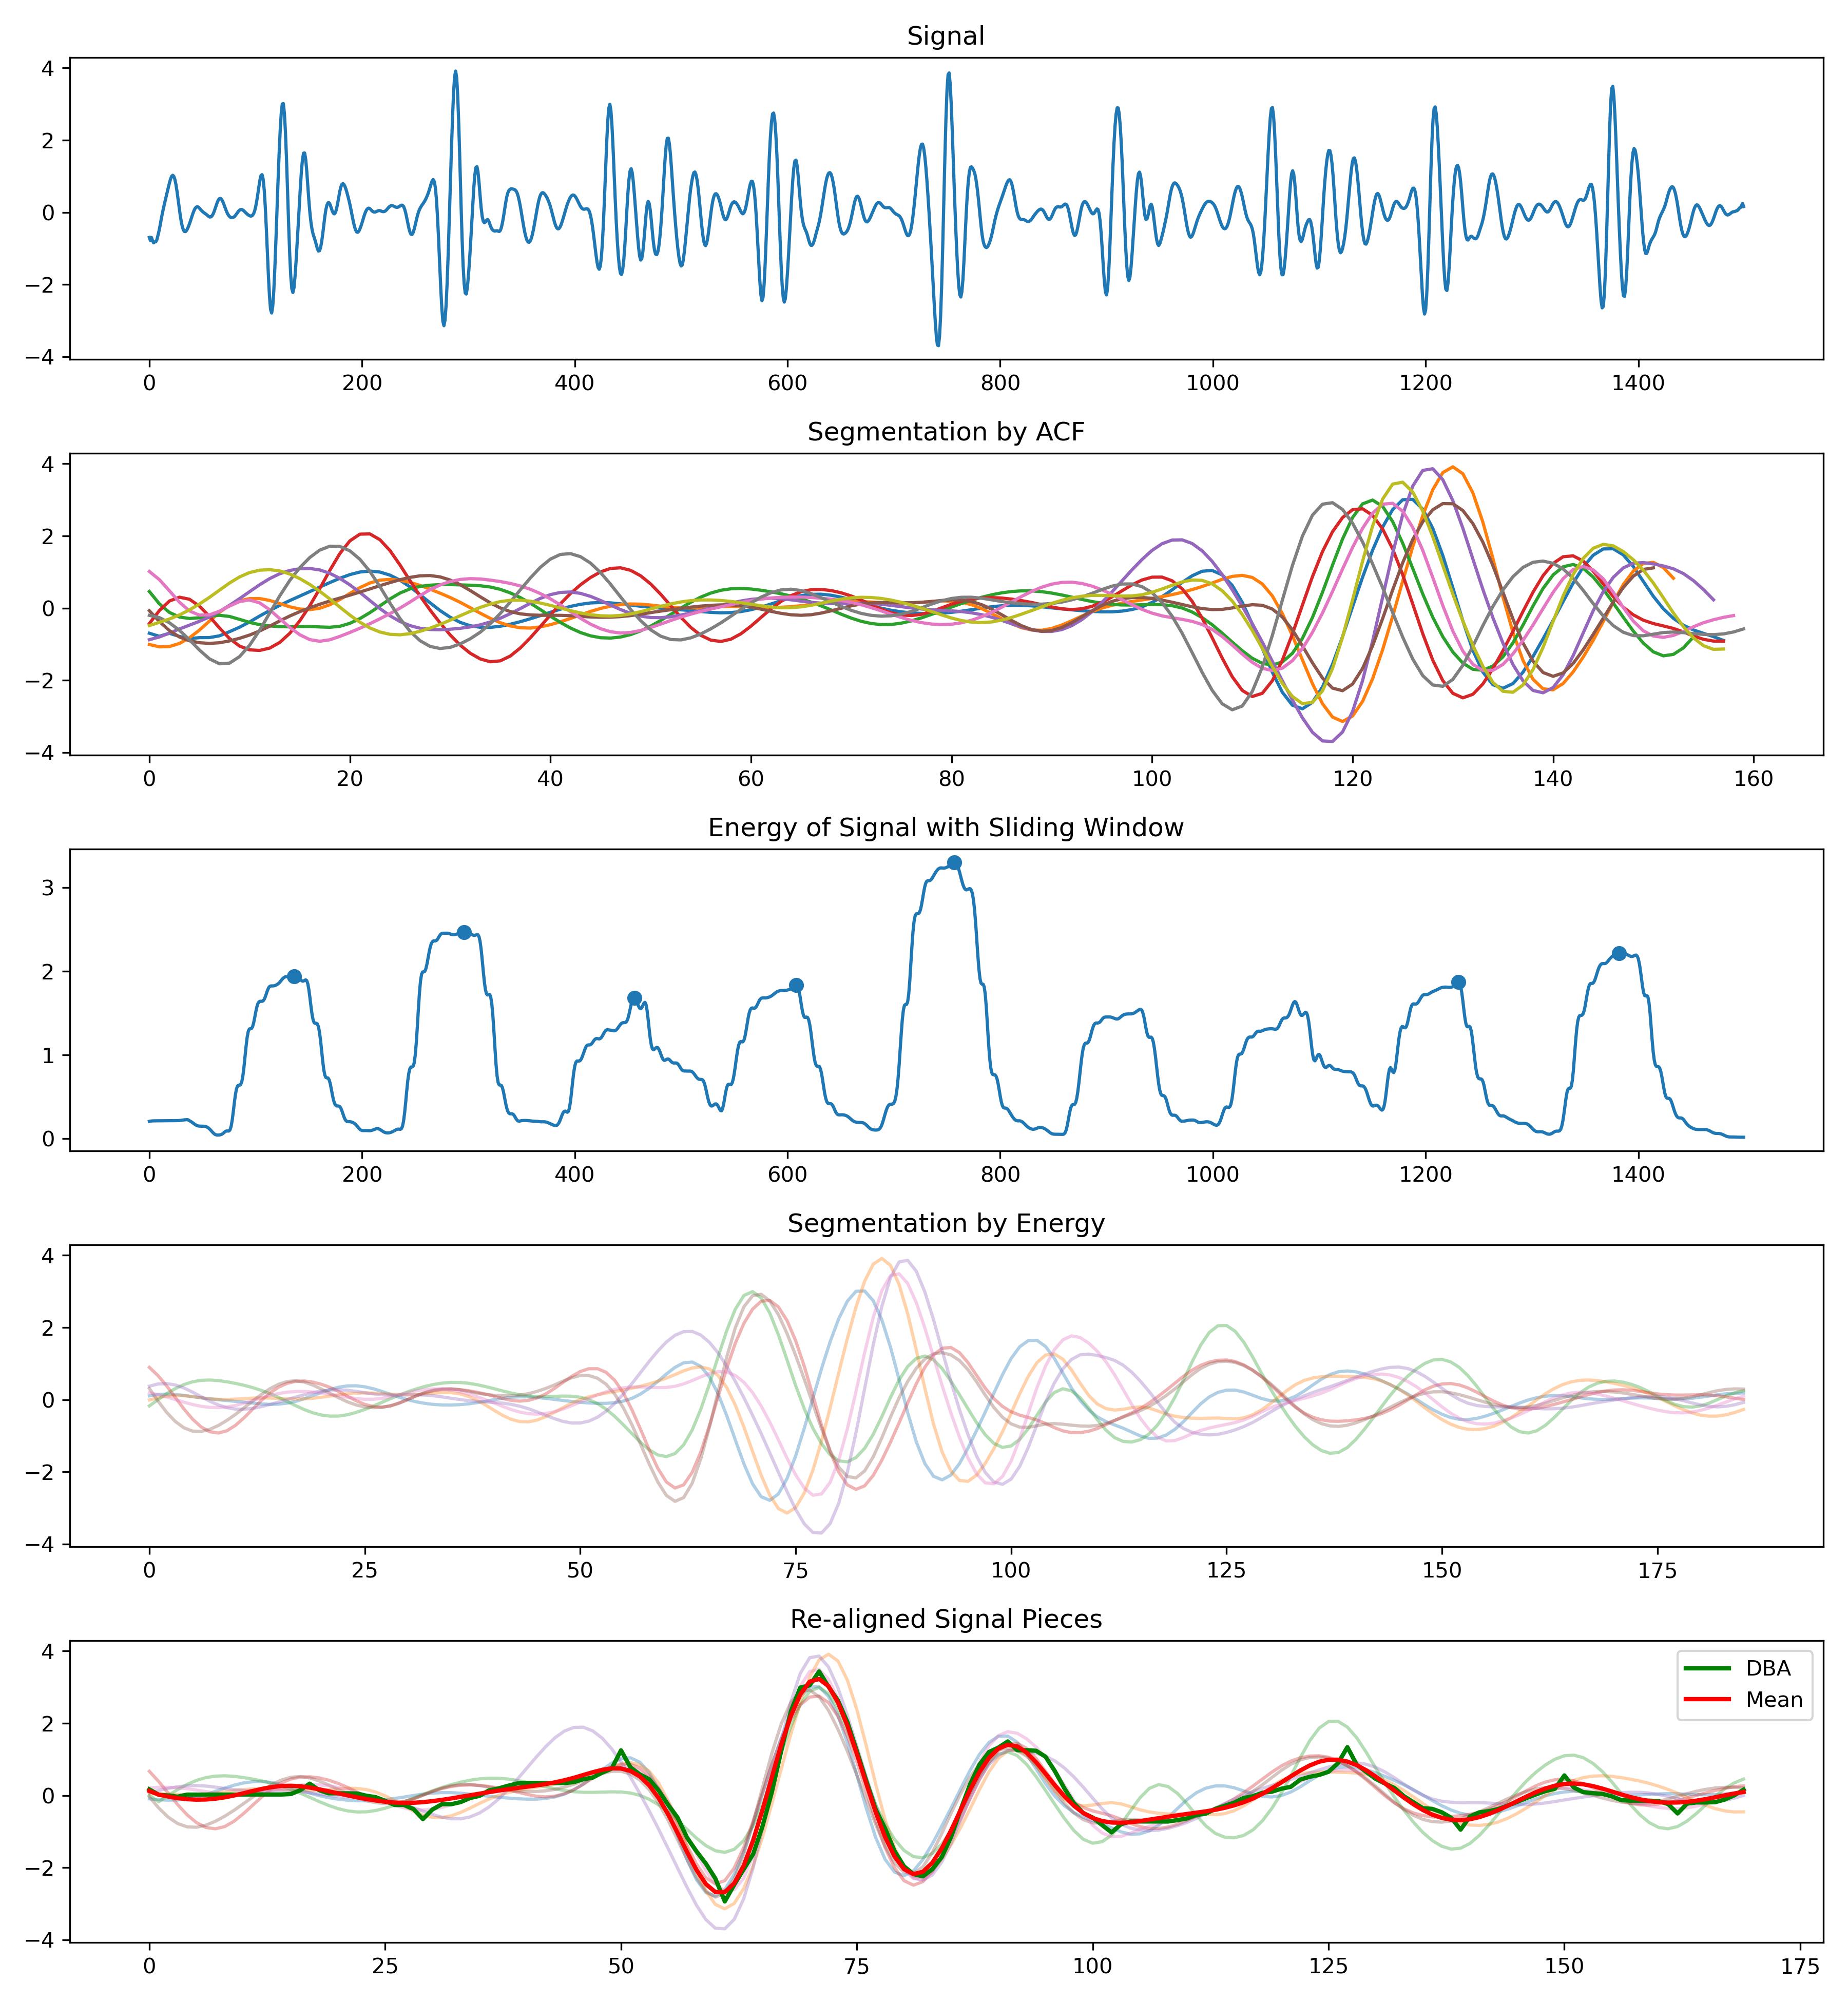 Signal
4
2
0
−2
−4
0 200 400 600 800 1000 1200 1400
Segmentation by ACF
4
2
0
−2
−4
0 20 40 60 80 100 120 140 160
Energy of Signal with Sliding Window
3
2
1
0
0 200 400 600 800 1000 1200 1400
Segmentation by Energy
4
2
0
−2
−4
0 25 50 75 100 125 150 175
Re-aligned Signal Pieces
4
DBA
Mean
2
0
−2
−4
0 25 50 75 100 125 150 175